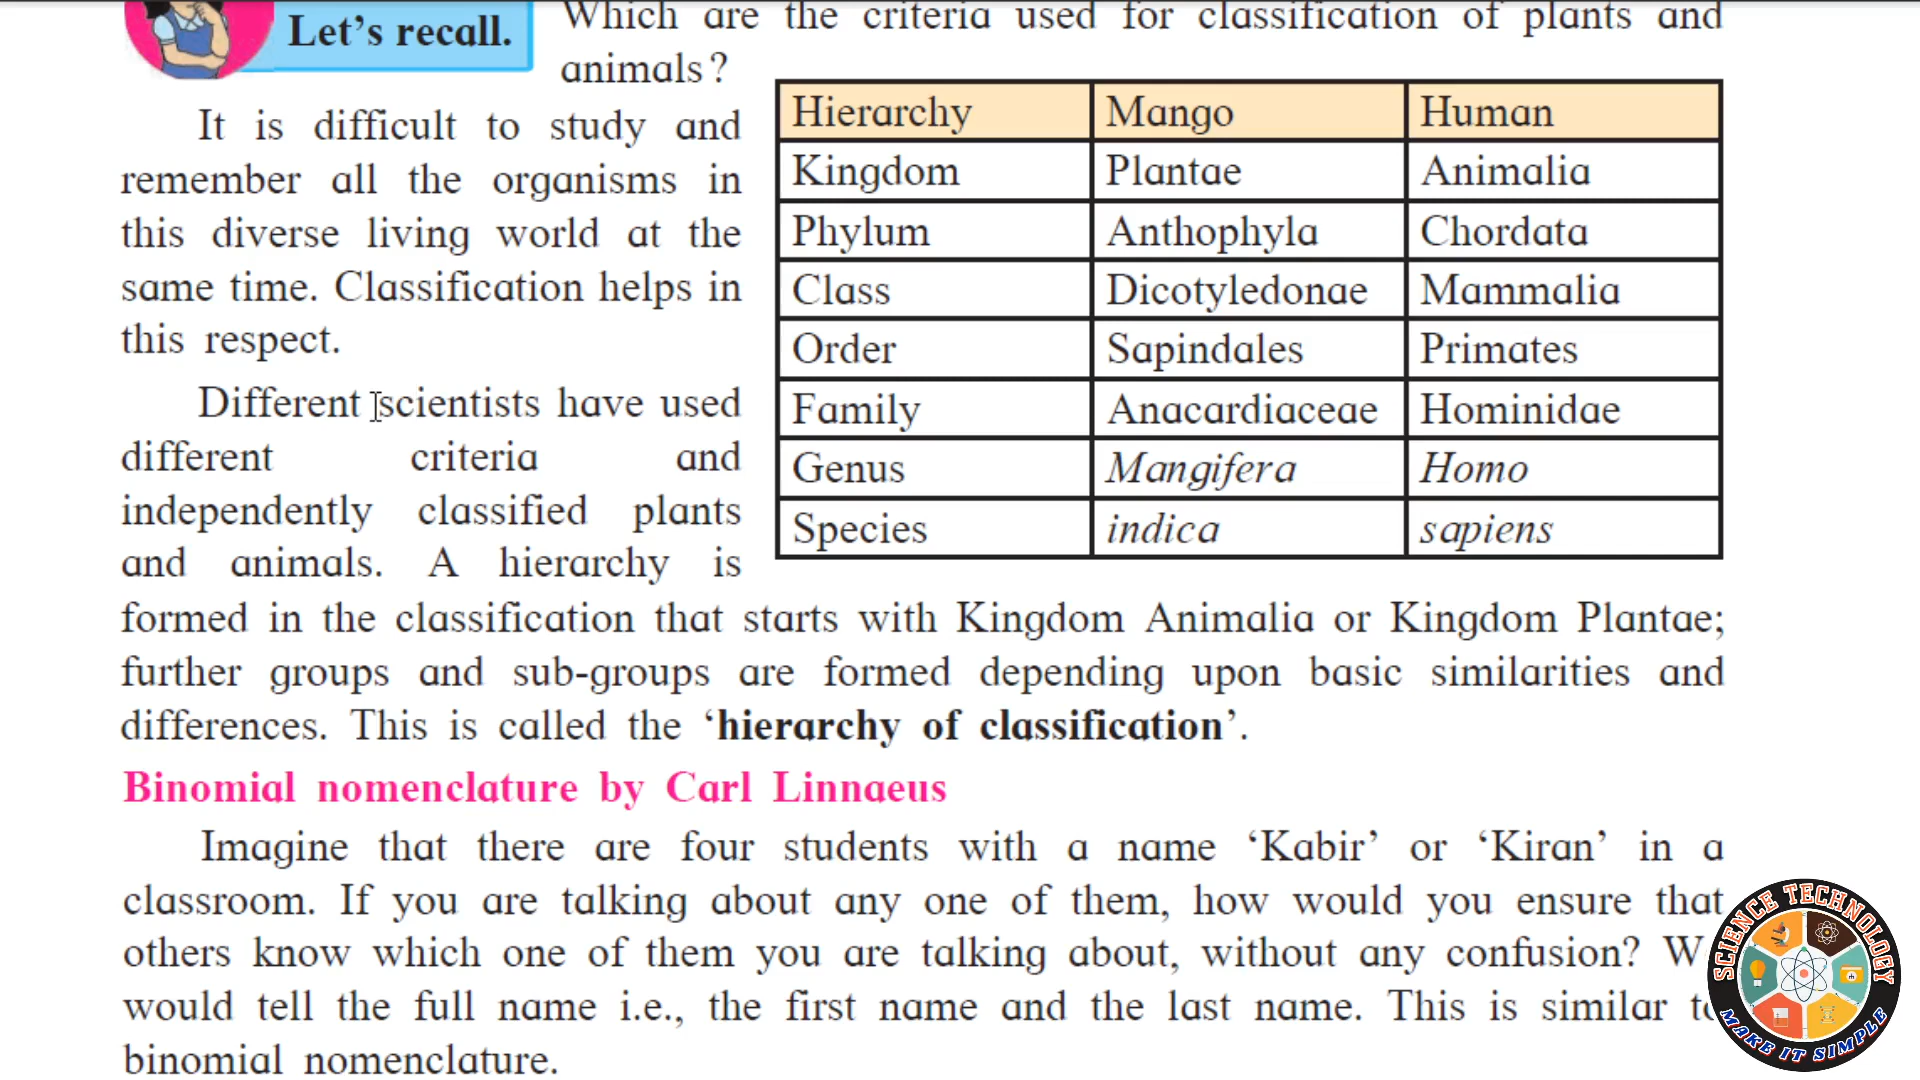 Let's recall.
Which are the criteria used for classification of plants and
animals ?
It is difficult to study and
remember all the organisms in
this diverse living world at the
same time. Classification helps in
this respect.
Different scientists have used
different criteria and
independently classified plants
and animals. A hierarchy is
Hierarchy Mango Human
Kingdom Plantae Animalia
Phylum Anthophyla Chordata
Class Dicotyledonae Mammalia
Order Sapindales Primates
Family Anacardiaceae Hominidae
Genus Mangifera Homo
Species indica sapiens
formed in the classification that starts with Kingdom Animalia or Kingdom Plantae;
further groups and sub-groups are formed depending upon basic similarities and
differences. This is called the ‘hierarchy of classification’.
Binomial nomenclature by Carl Linnaeus
Imagine that there are four students with a name ‘Kabir’ or ‘Kiran’ in a
classroom. If you are talking about any one of them, how would you ensure that
others know which one of them you are talking about, without any confusion?
would tell the full name i.e., the first name and the last name. This is similar
binomial nomenclature.
SCIENCE TECHNOLOGY
MAKE IT SIMPLE